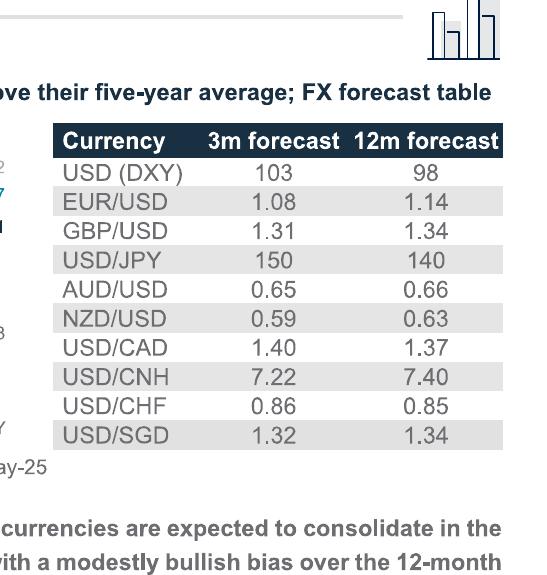 ove their five-year average; FX forecast table
Currency 3m forecast 12m forecast
2
USD (DXY) 103 98
7
EUR/USD 1.08 1.14
GBP/USD 1.31 1.34
USD/JPY 150 140
AUD/USD 0.65 0.66
NZD/USD 0.59 0.63
3
USD/CAD 1.40 1.37
USD/CNH 7.22 7.40
USD/CHF 0.86 0.85
USD/SGD 1.32 1.34
ay-25
currencies are expected to consolidate in the
with a modestly bullish bias over the 12-month